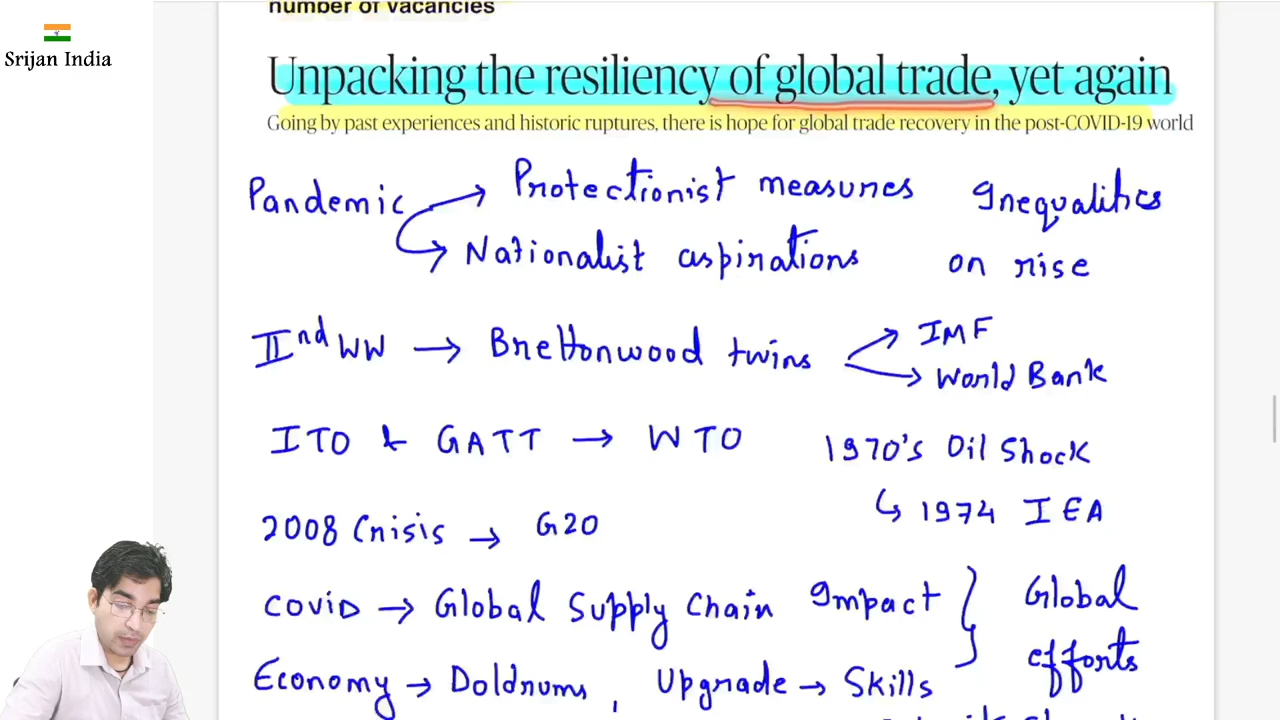 number of vacancies
Srijan India
Unpacking the resiliency of global trade, yet again
Going by past experiences and historic ruptures, there is hope for global trade recovery in the post-COVID-19 world
Pandemic → Protectionist measures Inequalities
→ Nationalist aspirations on rise
IInd WW → Brettonwood twins → IMF
→ World Bank
ITO & GATT → WTO 1970's Oil Shock
↳ 1974 IEA
2008 Crisis → G20
COVID → Global Supply Chain Impact } Global
efforts
Economy → Doldrums, Upgrade → Skills